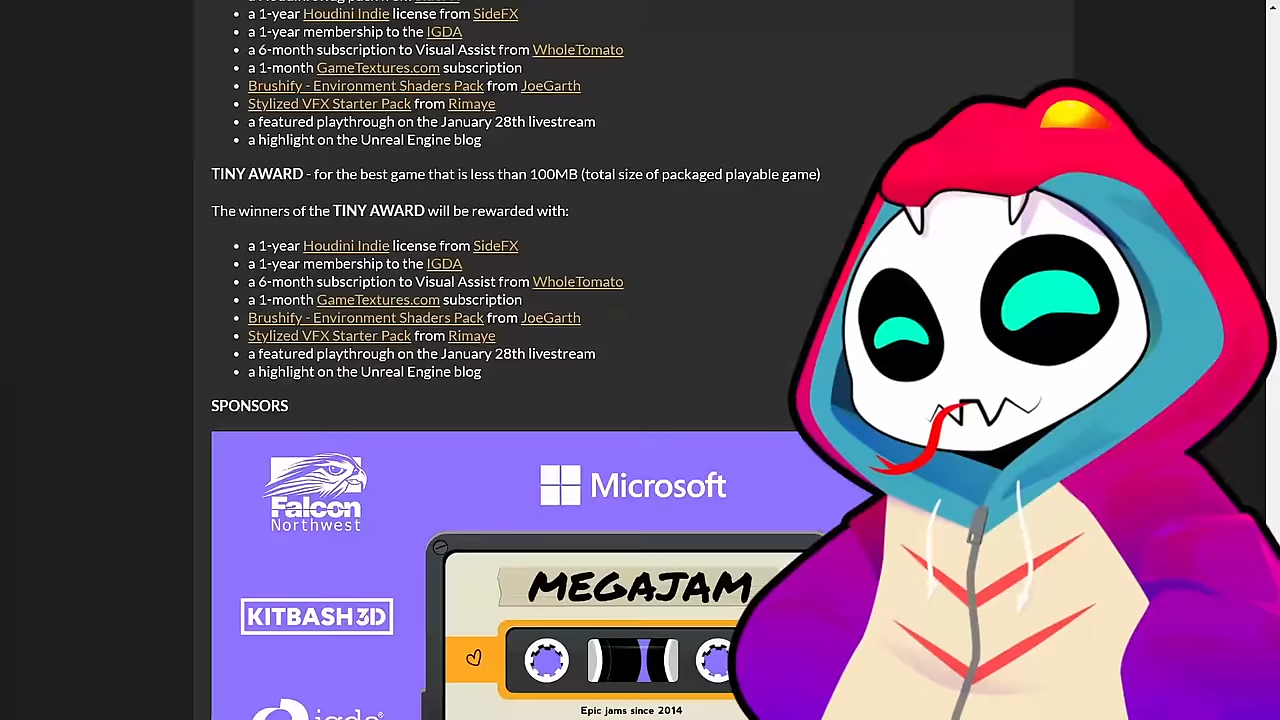 a 1-year Houdini Indie license from SideFX
a 1-year membership to the IGDA
a 6-month subscription to Visual Assist from WholeTomato
a 1-month GameTextures.com subscription
Brushify - Environment Shaders Pack from JoeGarth
Stylized VFX Starter Pack from Rimaye
a featured playthrough on the January 28th livestream
a highlight on the Unreal Engine blog
TINY AWARD - for the best game that is less than 100MB (total size of packaged playable game)
The winners of the TINY AWARD will be rewarded with:
a 1-year Houdini Indie license from SideFX
a 1-year membership to the IGDA
a 6-month subscription to Visual Assist from WholeTomato
a 1-month GameTextures.com subscription
Brushify - Environment Shaders Pack from JoeGarth
Stylized VFX Starter Pack from Rimaye
a featured playthrough on the January 28th livestream
a highlight on the Unreal Engine blog
SPONSORS
Falcon
Northwest
Microsoft
MEGAJAM
KITBASH3D
Epic jams since 2014
igda